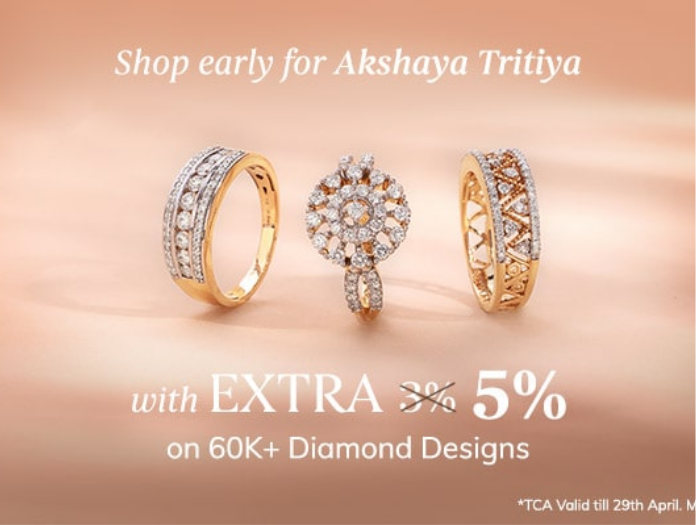 Shop early for Akshaya Tritiya
with EXTRA 3% 5%
on 60K+ Diamond Designs
*TCA Valid till 29th April. M